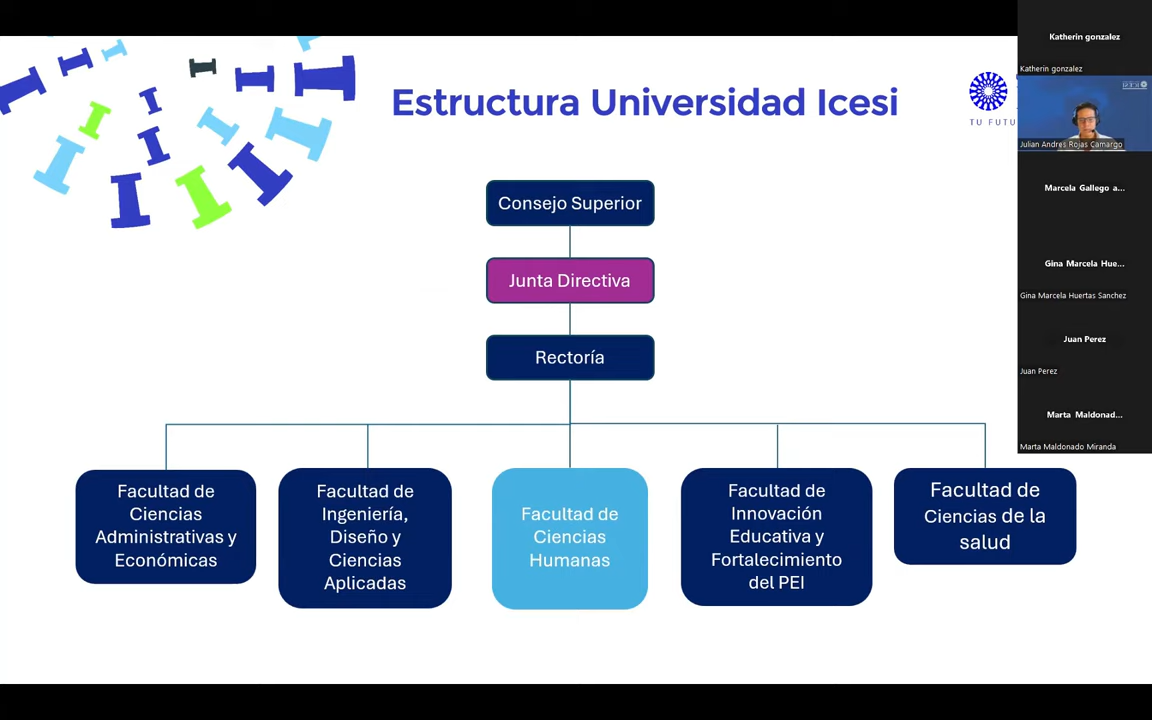 Estructura Universidad Icesi
TU FUTU
Consejo Superior
Junta Directiva
Rectoría
Facultad de
Ciencias
Administrativas y
Económicas
Facultad de
Ingeniería,
Diseño y
Ciencias
Aplicadas
Facultad de
Ciencias
Humanas
Facultad de
Innovación
Educativa y
Fortalecimiento
del PEI
Facultad de
Ciencias de la
salud
Katherin gonzalez
Katherin gonzalez
Julian Andres Rojas Camargo
Marcela Gallego a...
Gina Marcela Hue...
Gina Marcela Huertas Sanchez
Juan Perez
Juan Perez
Marta Maldonad...
Marta Maldonado Miranda